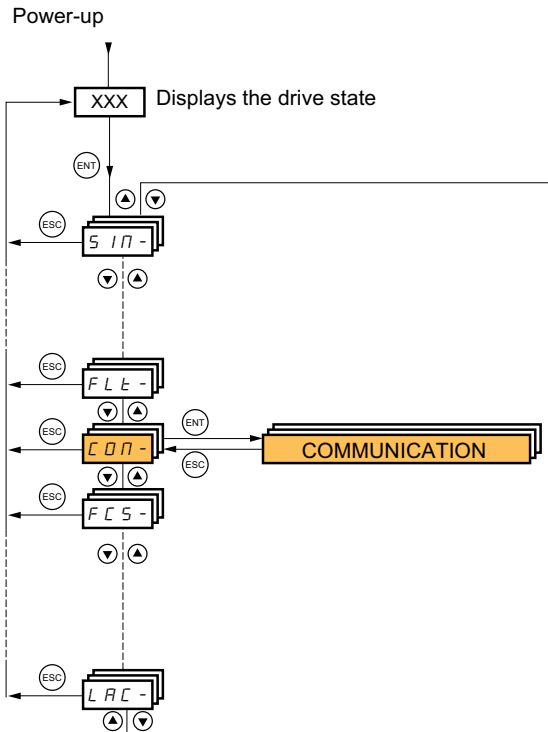 Power-up
XXX Displays the drive state
ENT
ESC
SIM-
ESC
FLt-
ENT
ESC
COM-
COMMUNICATION
ESC
ESC
FCS-
ESC
LAC-